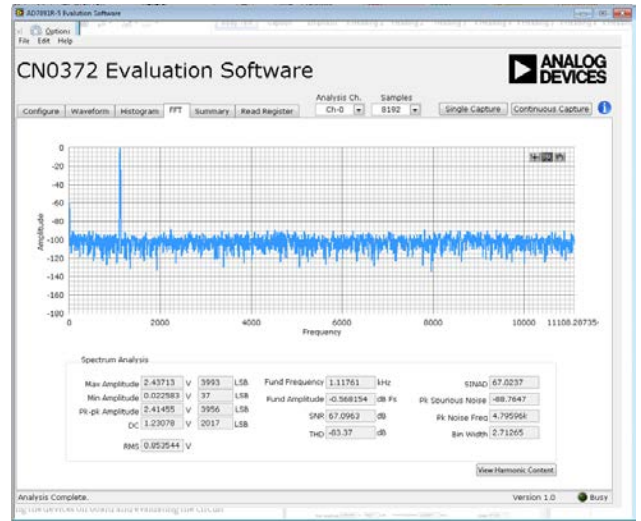 AD7091R-5 Evaluation Software
Options
File Edit Help
CN0372 Evaluation Software
ANALOG DEVICES
Analysis Ch. Samples
Configure Waveform Histogram FFT Summary Read Register Ch-0 8192 Single Capture Continuous Capture
0
-20
-40
-60
-80
-100
-120
-140
-160
-180
Amplitude
0 2000 4000 6000 8000 10000 11108.28735
Frequency
Spectrum Analysis
Max Amplitude 2.43713 V 3993 LSB Fund Frequency 1.11761 kHz SINAD 67.0237
Min Amplitude 0.022583 V 37 LSB Fund Amplitude -0.568154 dB Fs Pk Spurious Noise -88.7647
Pk-pk Amplitude 2.41455 V 3956 LSB SNR 67.0963 dB Pk Noise Freq 4.79596k
DC 1.23078 V 2017 LSB THD -83.37 dB Bin Width 2.71265
RMS 0.853544 V
View Harmonic Content
Analysis Complete. Version 1.0 Busy